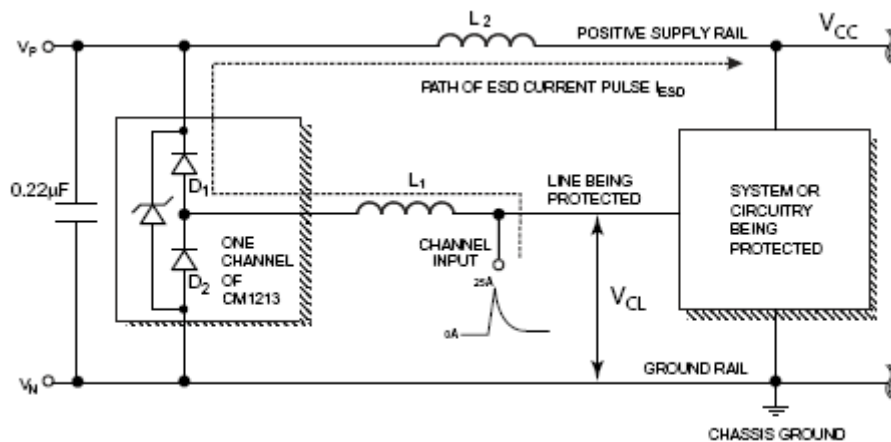 L2
POSITIVE SUPPLY RAIL
VCC
VP
PATH OF ESD CURRENT PULSE IESD
D1
L1
0.22µF
LINE BEING
PROTECTED
SYSTEM OR
CIRCUITRY
BEING
PROTECTED
ONE
CHANNEL
OF
CM1213
D2
CHANNEL
INPUT
25A
VCL
0A
VN
GROUND RAIL
CHASSIS GROUND